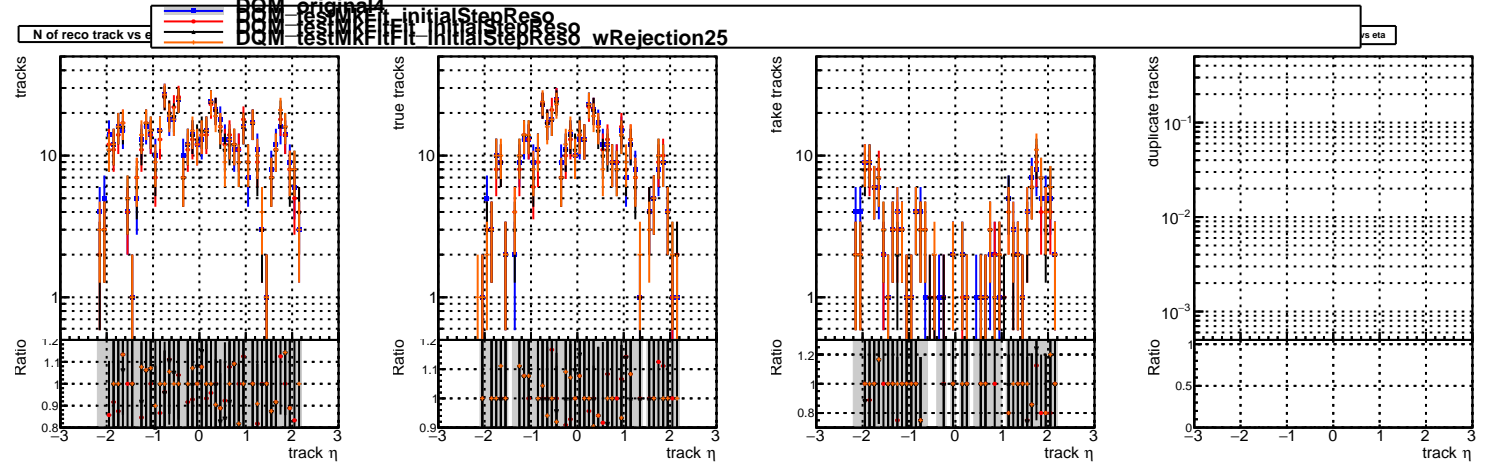 DQM_original4
DQM_testMkFit_initialStepReso
DQM_testMkFitFit_initialStepReso
DQM_testMkFitFit_initialStepReso_wRejection25
N of reco track vs e
vs eta
tracks
10
1
Ratio
1.2
1.1
1
0.9
0.8
−3 −2 −1 0 1 2 3
track η
true tracks
10
1
Ratio
1.2
1.1
1
0.9
−3 −2 −1 0 1 2 3
track η
fake tracks
10
1
Ratio
1.2
1
0.8
−3 −2 −1 0 1 2 3
track η
duplicate tracks
10−1
10−2
10−3
Ratio
1
0.5
0
−3 −2 −1 0 1 2 3
track η